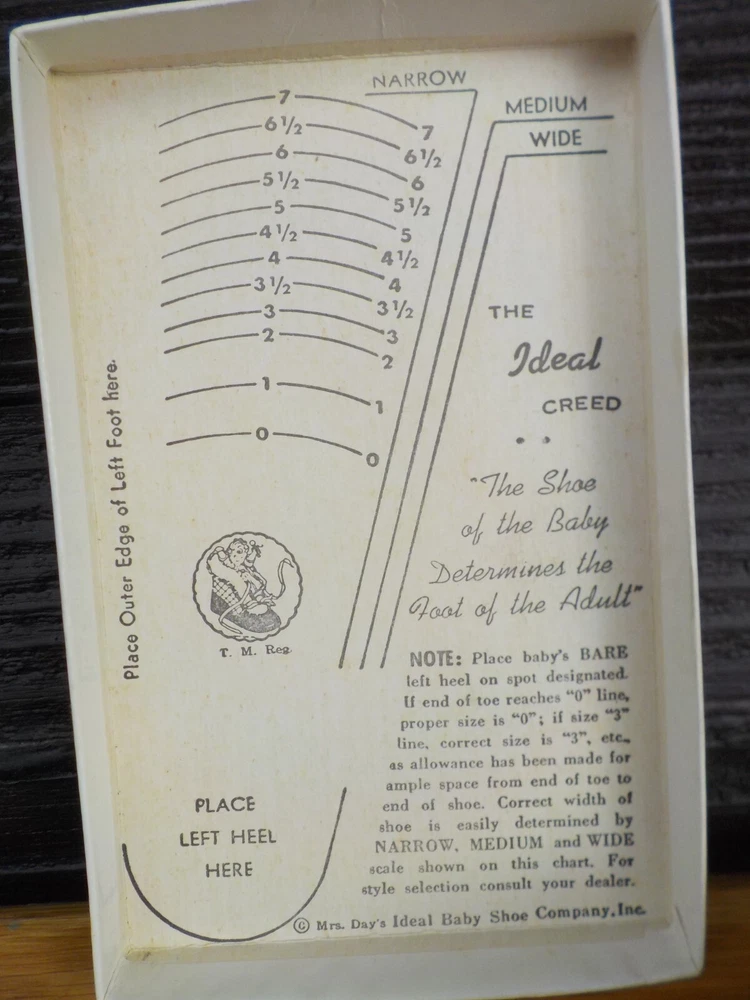 NARROW
MEDIUM
WIDE
7 7
6½ 6½
6 6
5½ 5½
5 5
4½ 4½
4 4
3½ 3½
3 3
2 2
1 1
0 0
Place Outer Edge of Left Foot here.
THE
Ideal
CREED
"The Shoe
of the Baby
Determines the
Foot of the Adult"
T. M. Reg.
NOTE: Place baby's BARE
left heel on spot designated.
If end of toe reaches "0" line,
proper size is "0"; if size "3"
line, correct size is "3", etc.,
as allowance has been made for
ample space from end of toe to
end of shoe. Correct width of
shoe is easily determined by
NARROW, MEDIUM and WIDE
scale shown on this chart. For
style selection consult your dealer.
PLACE
LEFT HEEL
HERE
© Mrs. Day's Ideal Baby Shoe Company, Inc.